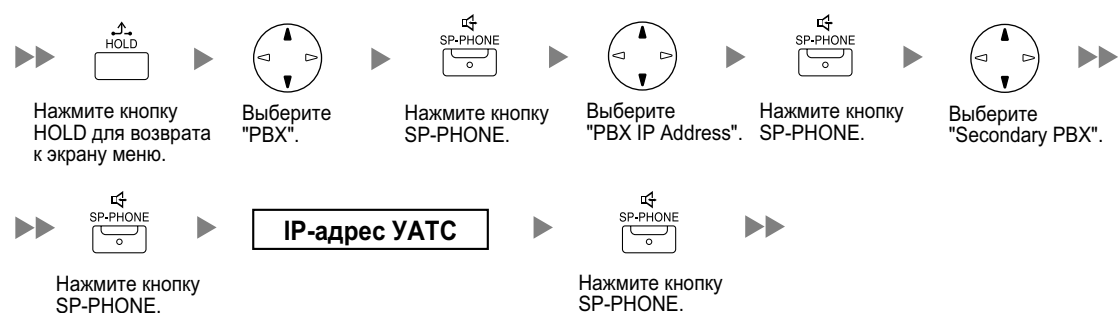 HOLD
SP-PHONE
SP-PHONE
Нажмите кнопку
HOLD для возврата
к экрану меню.
Выберите
"PBX".
Нажмите кнопку
SP-PHONE.
Выберите
"PBX IP Address".
Нажмите кнопку
SP-PHONE.
Выберите
"Secondary PBX".
SP-PHONE
IP-адрес УАТС
SP-PHONE
Нажмите кнопку
SP-PHONE.
Нажмите кнопку
SP-PHONE.